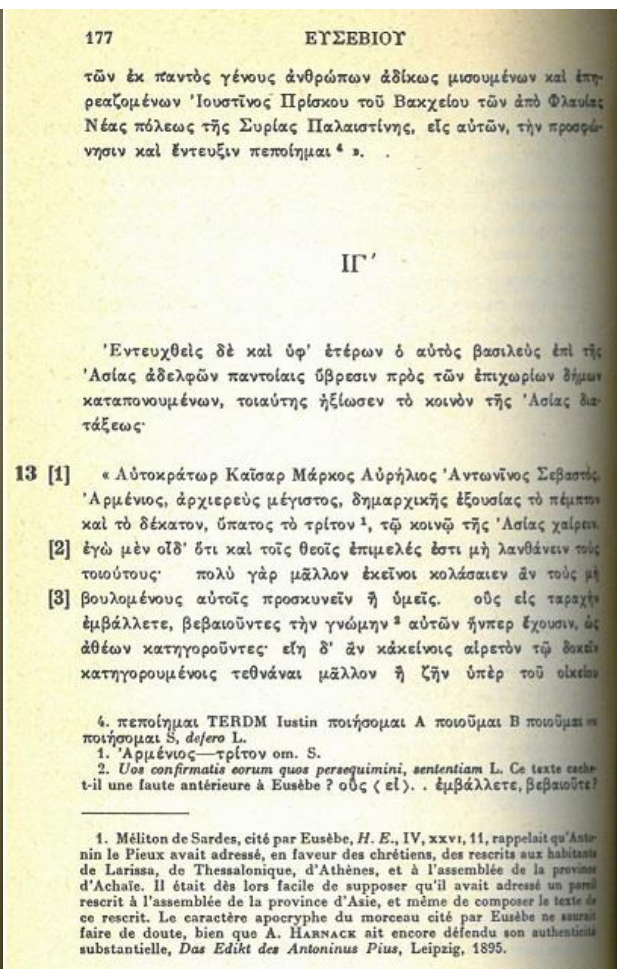 177 ΕΥΣΕΒΙΟΥ
τῶν ἐκ παντὸς γένους ἀνθρώπων ἀδίκως μισουμένων καὶ ἐπη-
ρεαζομένων Ἰουστῖνος Πρίσκου τοῦ Βακχείου τῶν ἀπὸ Φλαυίας
Νέας πόλεως τῆς Συρίας Παλαιστίνης, εἷς αὐτῶν, τὴν προσφώ-
νησιν καὶ ἔντευξιν πεποίημαι ⁴ ».
ΙΓ´
Ἐντευχθεὶς δὲ καὶ ὑφ' ἑτέρων ὁ αὐτὸς βασιλεὺς ἐπὶ τῆς
Ἀσίας ἀδελφῶν παντοίαις ὕβρεσιν πρὸς τῶν ἐπιχωρίων δήμων
καταπονουμένων, τοιαύτης ἠξίωσεν τὸ κοινὸν τῆς Ἀσίας δια-
τάξεως·
13 [1] « Αὐτοκράτωρ Καῖσαρ Μάρκος Αὐρήλιος Ἀντωνῖνος Σεβαστός,
Ἀρμένιος, ἀρχιερεὺς μέγιστος, δημαρχικῆς ἐξουσίας τὸ πέμπτον
καὶ τὸ δέκατον, ὕπατος τὸ τρίτον ¹, τῷ κοινῷ τῆς Ἀσίας χαίρειν.
[2] ἐγὼ μὲν οἶδ' ὅτι καὶ τοῖς θεοῖς ἐπιμελές ἐστι μὴ λανθάνειν τοὺς
τοιούτους· πολὺ γὰρ μᾶλλον ἐκεῖνοι κολάσαιεν ἂν τοὺς μὴ
[3] βουλομένους αὐτοῖς προσκυνεῖν ἢ ὑμεῖς. οὓς εἰς ταραχὴν
ἐμβάλλετε, βεβαιοῦντες τὴν γνώμην ² αὐτῶν ἥνπερ ἔχουσιν, ὡς
ἀθέων κατηγοροῦντες· εἴη δ' ἂν κἀκείνοις αἱρετὸν τῷ δοκεῖν
κατηγορουμένοις τεθνάναι μᾶλλον ἢ ζῆν ὑπὲρ τοῦ οἰκείου
4. πεποίημαι TERDM Iustin ποιήσομαι A ποιοῦμαι B ποιοῦμαι ou
ποιήσομαι S, defero L.
1. Ἀρμένιος—τρίτον om. S.
2. Uos confirmatis eorum quos persequimini, sententiam L. Ce texte cache-
t-il une faute antérieure à Eusèbe ? οὓς ⟨ εἰ ⟩. . ἐμβάλλετε, βεβαιοῦτε?
1. Méliton de Sardes, cité par Eusèbe, H. E., IV, xxvi, 11, rappelait qu'Anto-
nin le Pieux avait adressé, en faveur des chrétiens, des rescrits aux habitants
de Larissa, de Thessalonique, d'Athènes, et à l'assemblée de la province
d'Achaïe. Il était dès lors facile de supposer qu'il avait adressé un pareil
rescrit à l'assemblée de la province d'Asie, et même de composer le texte de
ce rescrit. Le caractère apocryphe du morceau cité par Eusèbe ne saurait
faire de doute, bien que A. HARNACK ait encore défendu son authenticité
substantielle, Das Edikt des Antoninus Pius, Leipzig, 1895.